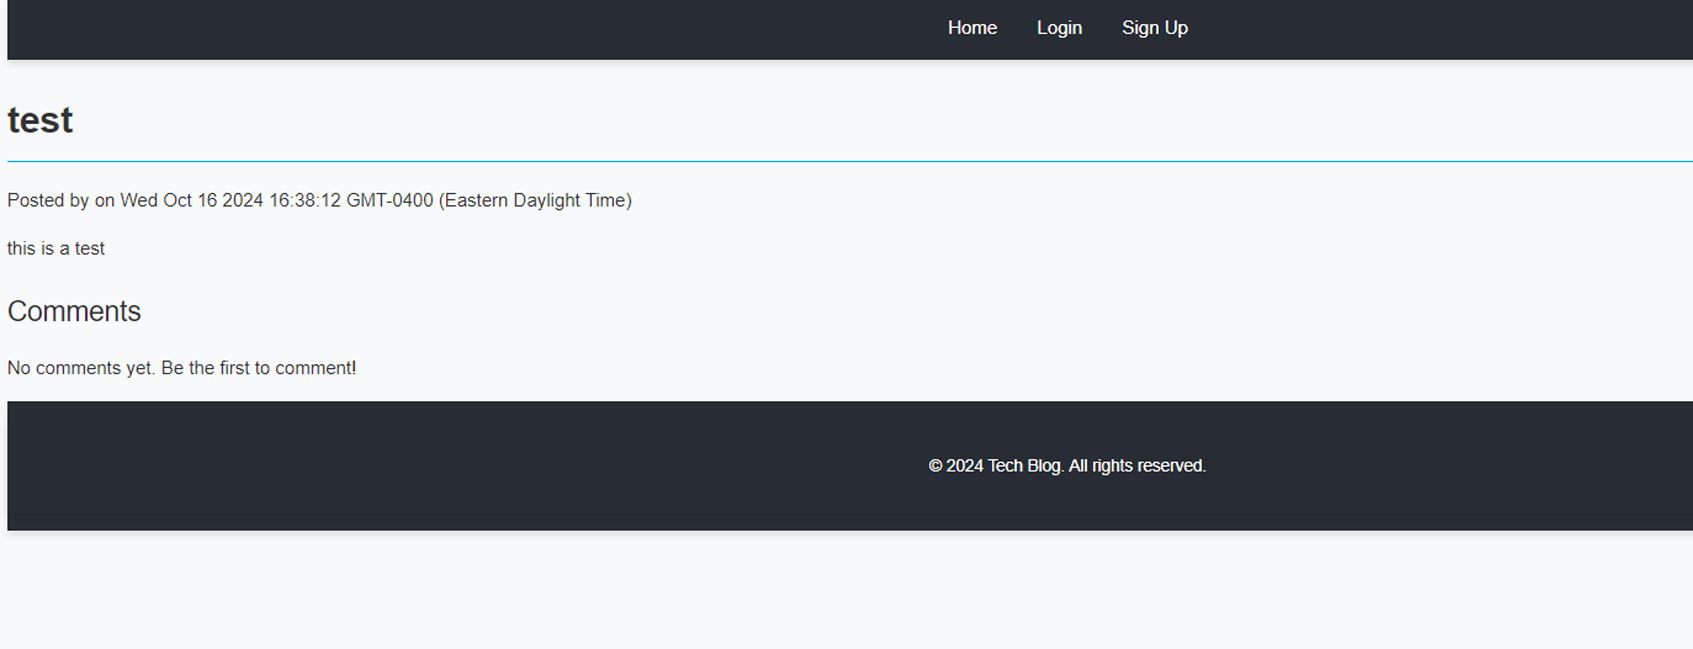 Home Login Sign Up
test
Posted by on Wed Oct 16 2024 16:38:12 GMT-0400 (Eastern Daylight Time)
this is a test
Comments
No comments yet. Be the first to comment!
© 2024 Tech Blog. All rights reserved.